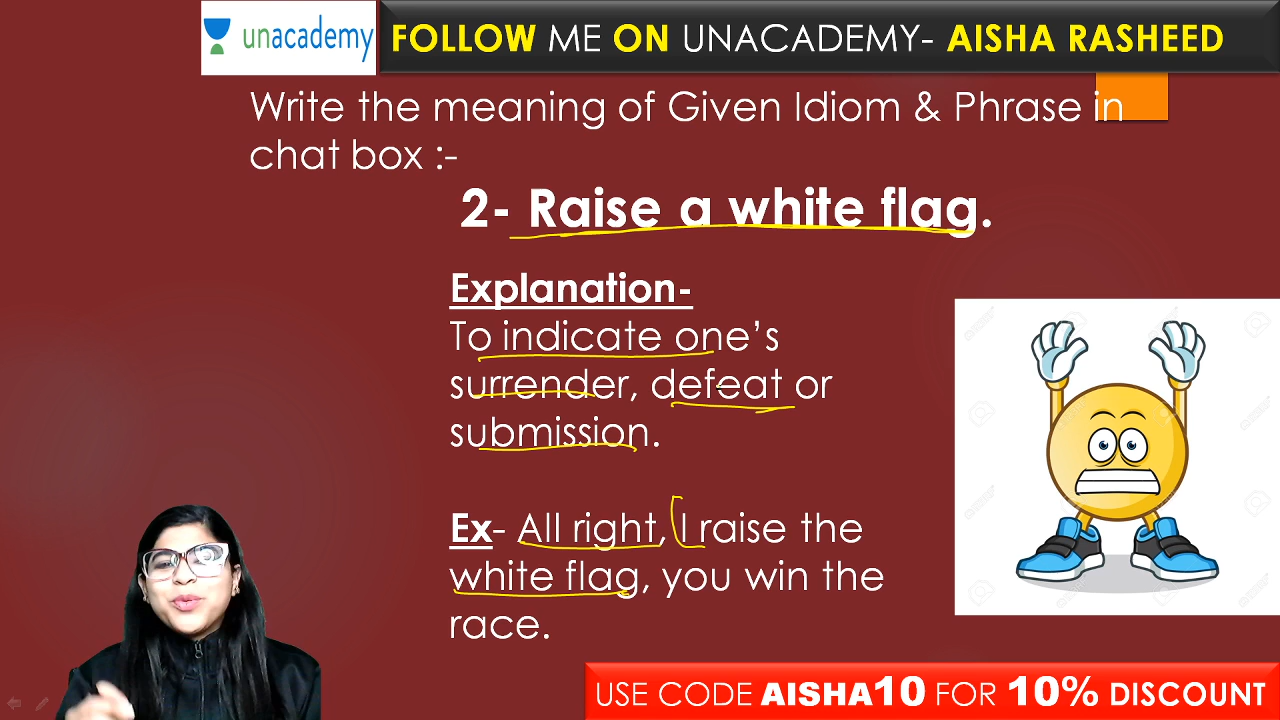 unacademy
FOLLOW ME ON UNACADEMY- AISHA RASHEED
Write the meaning of Given Idiom & Phrase in
chat box :-
2- Raise a white flag.
Explanation-
To indicate one’s
surrender, defeat or
submission.
Ex- All right, I raise the
white flag, you win the
race.
USE CODE AISHA10 FOR 10% DISCOUNT